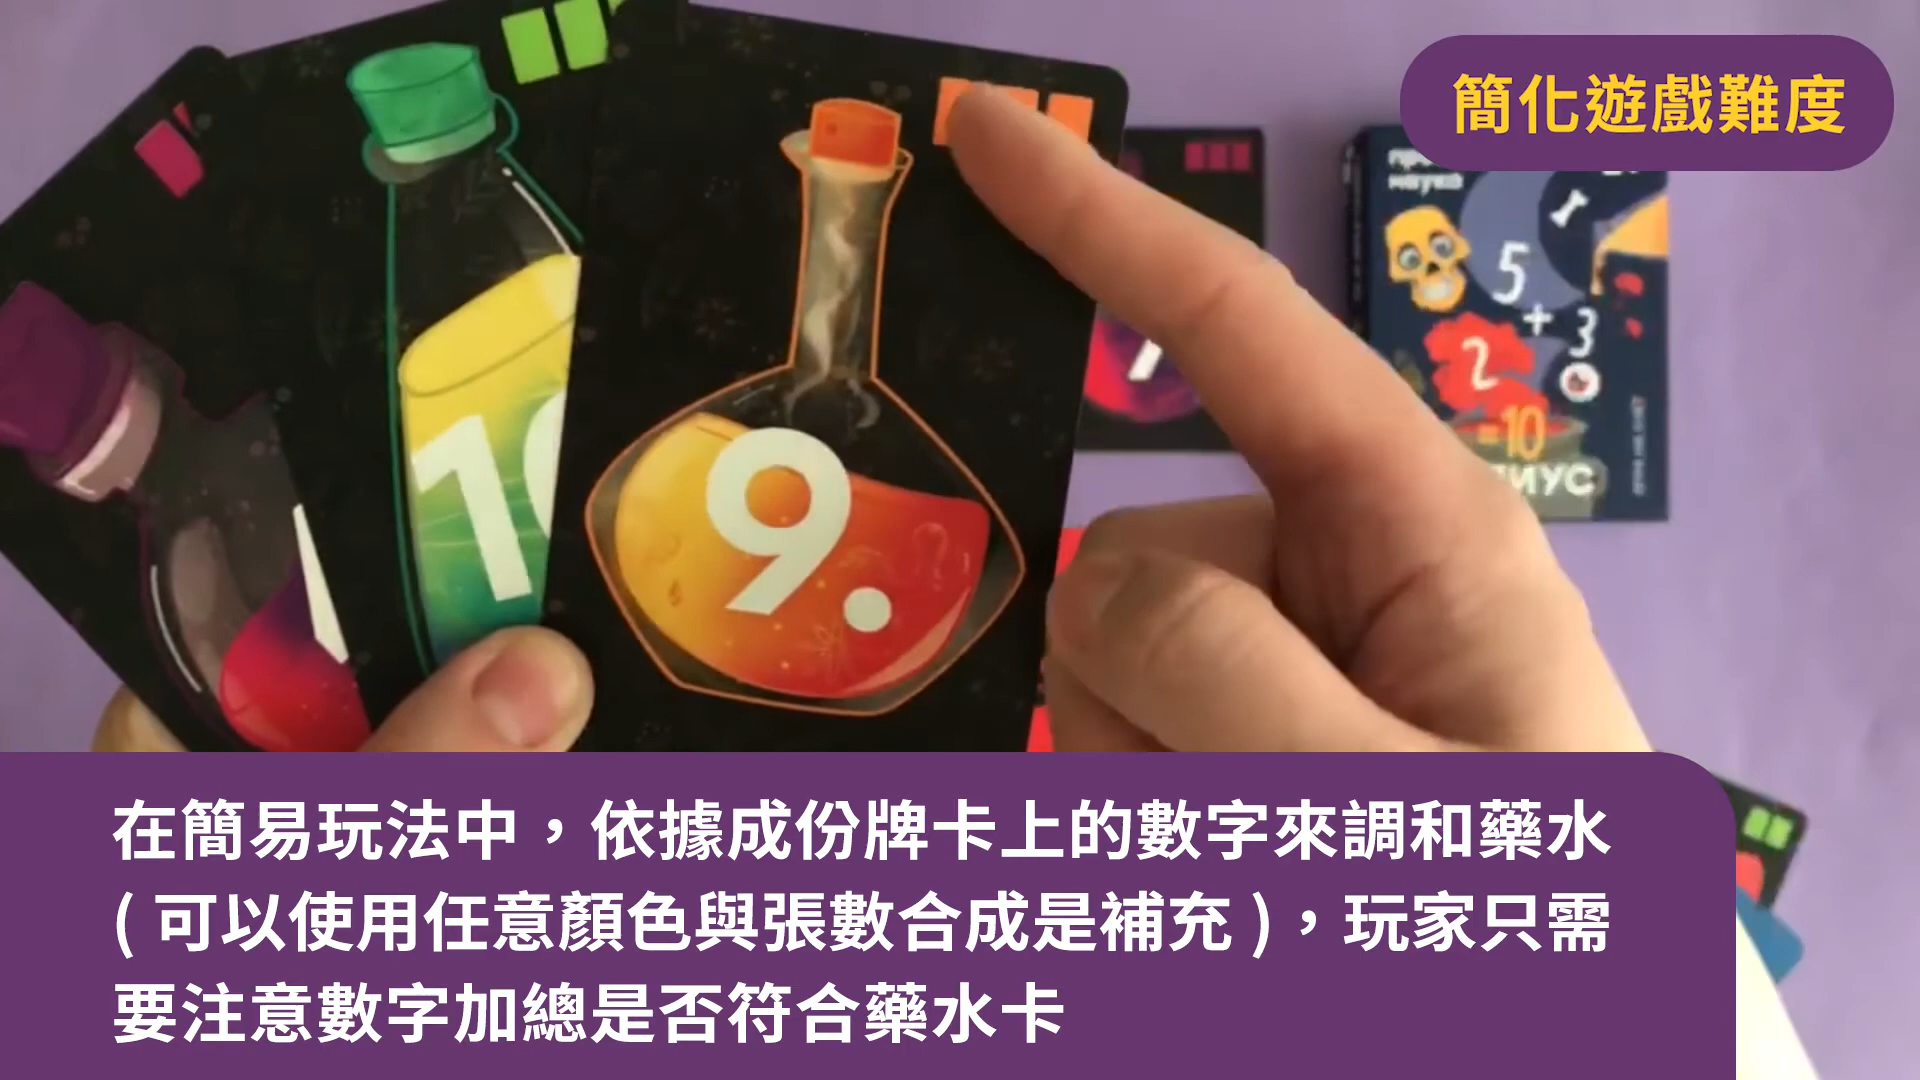 簡化遊戲難度
10
9.
7
5
+
3
2
=10
在簡易玩法中，依據成份牌卡上的數字來調和藥水
( 可以使用任意顏色與張數合成是補充 )，玩家只需
要注意數字加總是否符合藥水卡